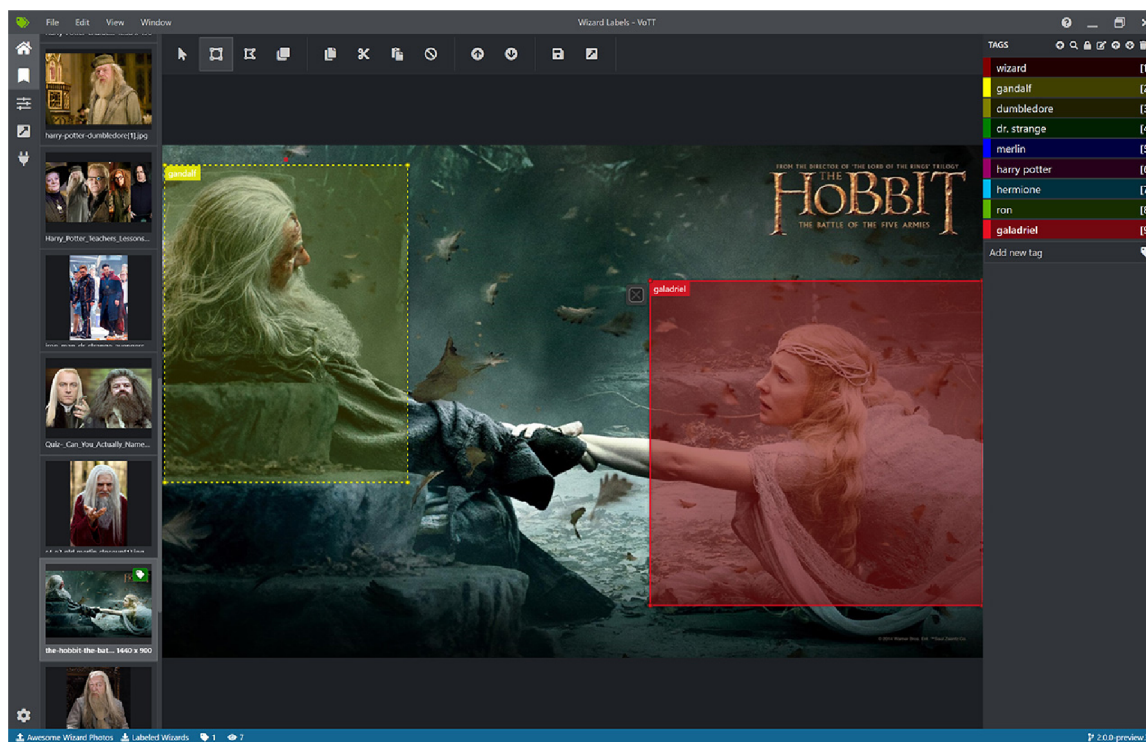 File Edit View Window
Wizard Labels - VoTT
harry-potter-dumbledore[1].jpg
Harry_Potter_Teachers_Lessons...
Quiz-_Can_You_Actually_Name...
the-hobbit-the-bat... 1440 x 900
gandalf
FROM THE DIRECTOR OF 'THE LORD OF THE RINGS' TRILOGY
THE
HOBBIT
THE BATTLE OF THE FIVE ARMIES
galadriel
TAGS
wizard
gandalf
dumbledore
dr. strange
merlin
harry potter
hermione
ron
galadriel
Add new tag
Awesome Wizard Photos Labeled Wizards 1 7
2.0.0-preview